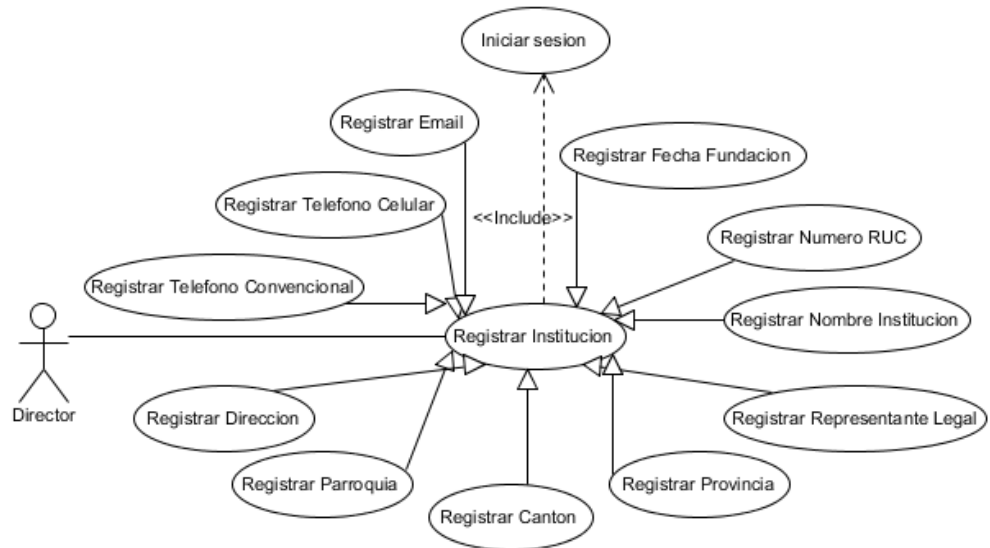 Iniciar sesion
Registrar Email
Registrar Fecha Fundacion
Registrar Telefono Celular
<<Include>>
Registrar Numero RUC
Registrar Telefono Convencional
Registrar Nombre Institucion
Registrar Institucion
Director
Registrar Direccion
Registrar Representante Legal
Registrar Parroquia
Registrar Provincia
Registrar Canton